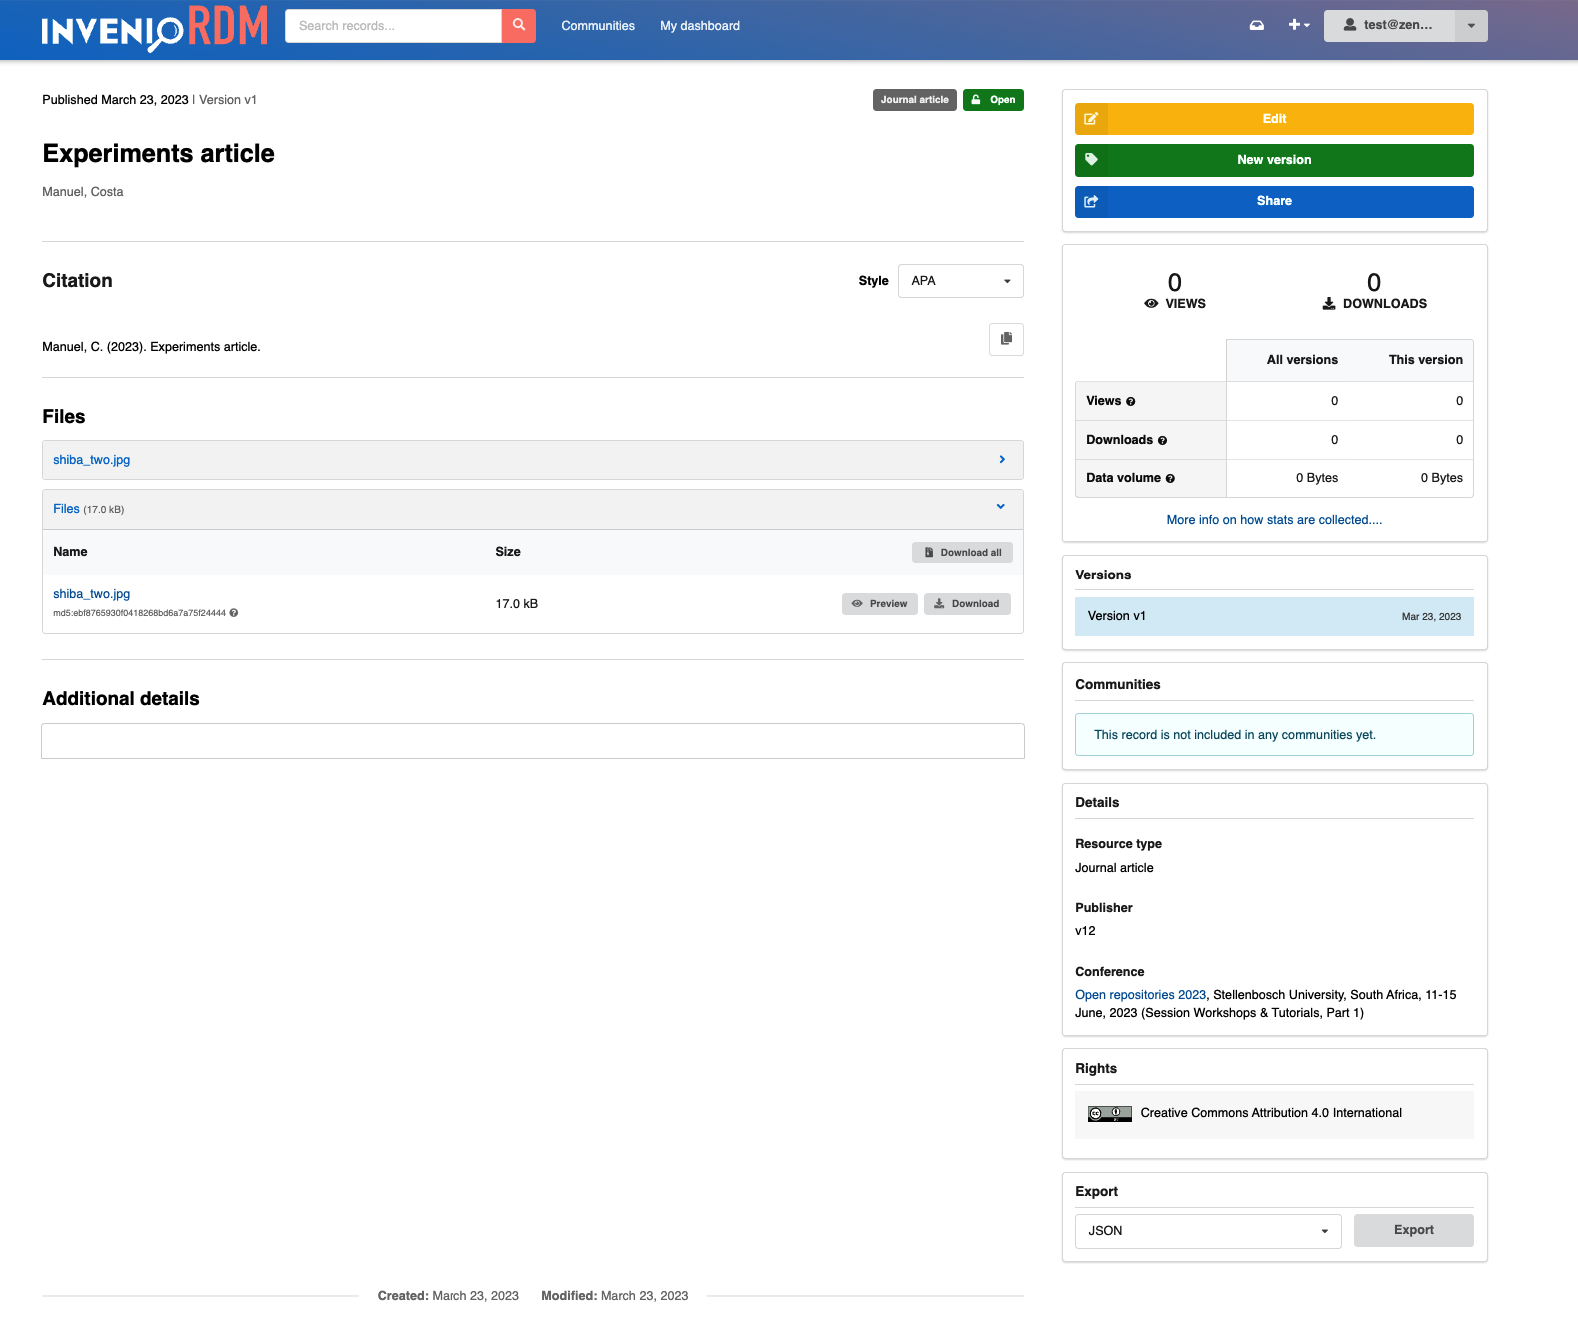 INVENIO RDM
Search records...
Communities
My dashboard
test@zen...
Published March 23, 2023 | Version v1
Journal article
Open
Experiments article
Manuel, Costa
Citation
Style
APA
Manuel, C. (2023). Experiments article.
Files
shiba_two.jpg
Files (17.0 kB)
Name
Size
Download all
shiba_two.jpg
md5:ebf8765930f0418268bd6a7a75f24444
17.0 kB
Preview
Download
Additional details
Edit
New version
Share
0
VIEWS
0
DOWNLOADS
All versions
This version
Views
0
0
Downloads
0
0
Data volume
0 Bytes
0 Bytes
More info on how stats are collected....
Versions
Version v1
Mar 23, 2023
Communities
This record is not included in any communities yet.
Details
Resource type
Journal article
Publisher
v12
Conference
Open repositories 2023, Stellenbosch University, South Africa, 11-15
June, 2023 (Session Workshops & Tutorials, Part 1)
Rights
cc
Creative Commons Attribution 4.0 International
Export
JSON
Export
Created: March 23, 2023
Modified: March 23, 2023